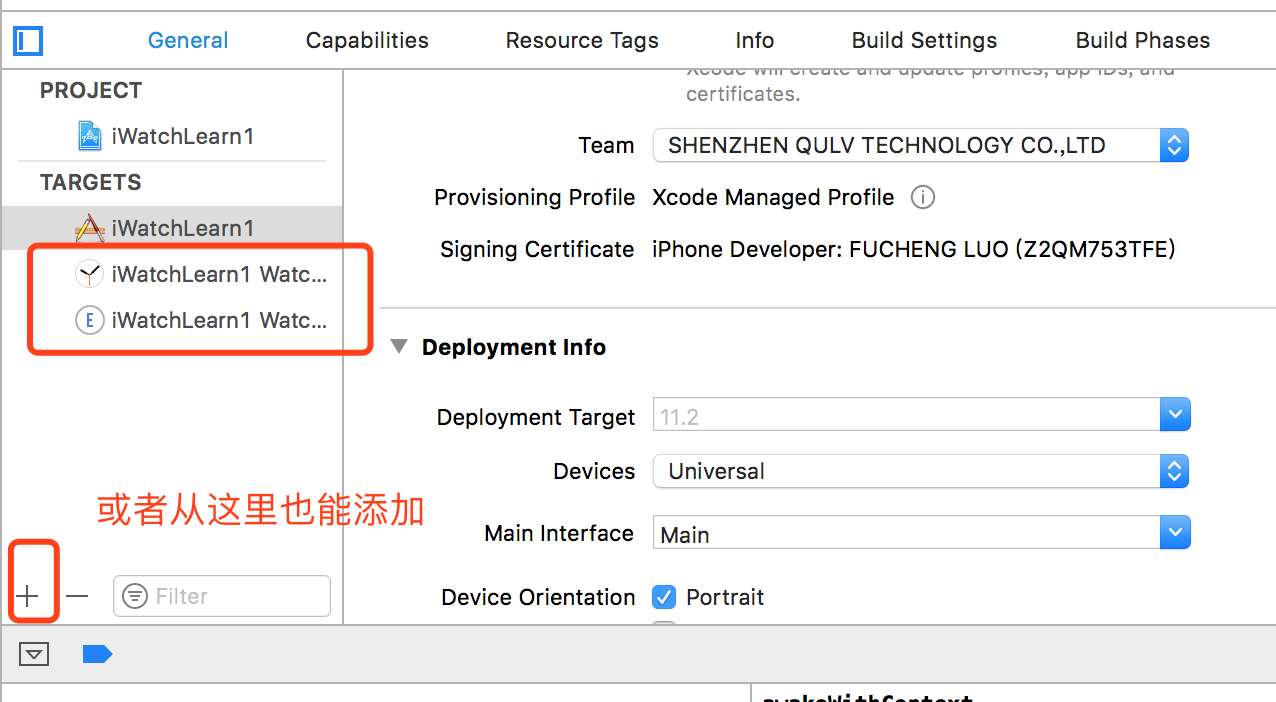 General Capabilities Resource Tags Info Build Settings Build Phases
PROJECT
iWatchLearn1
TARGETS
iWatchLearn1
iWatchLearn1 Watc...
E iWatchLearn1 Watc...
或者从这里也能添加
Filter
Xcode will create and update profiles, app IDs, and
certificates.
Team SHENZHEN QULV TECHNOLOGY CO.,LTD
Provisioning Profile Xcode Managed Profile
Signing Certificate iPhone Developer: FUCHENG LUO (Z2QM753TFE)
Deployment Info
Deployment Target 11.2
Devices Universal
Main Interface Main
Device Orientation Portrait
awakeWithContext